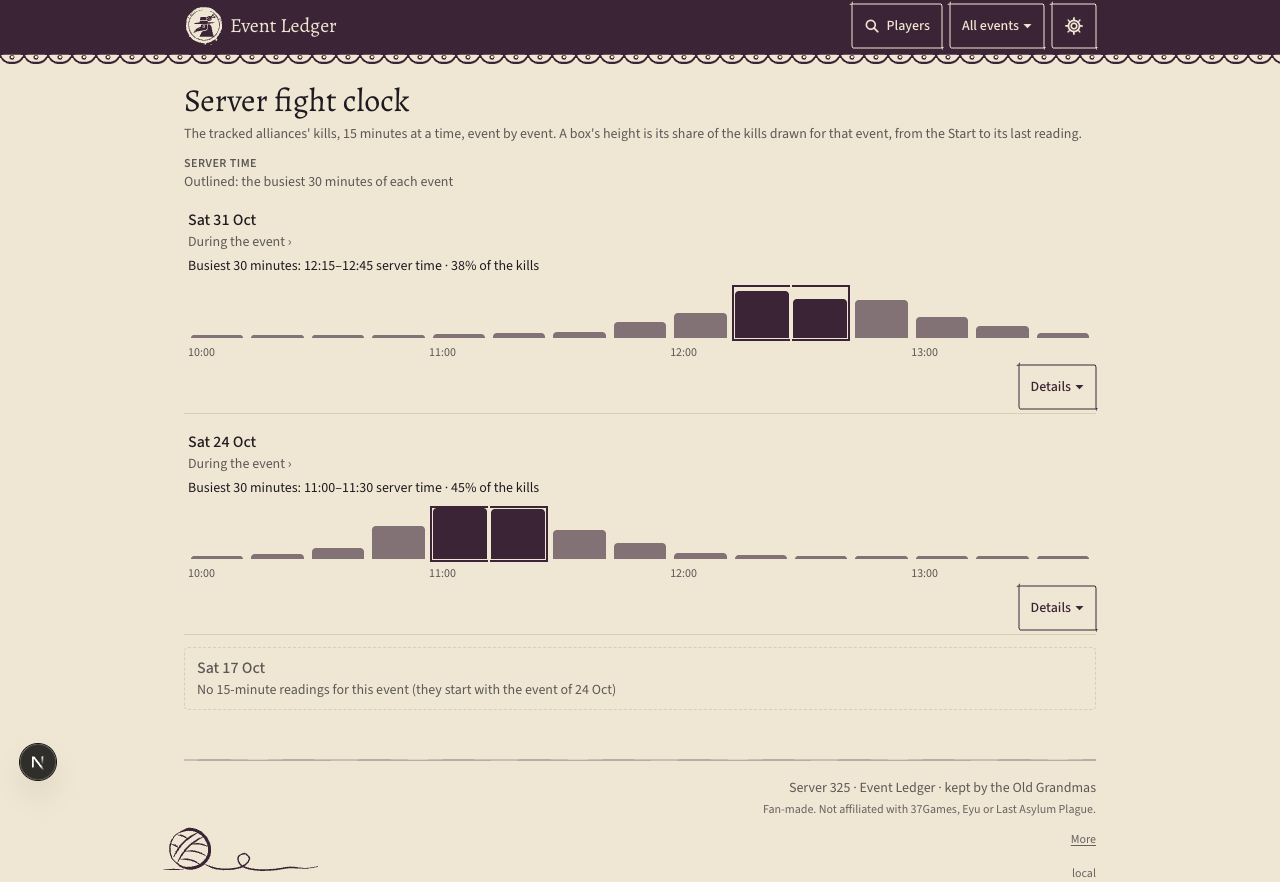 Event Ledger
Players
All events
Server fight clock
The tracked alliances' kills, 15 minutes at a time, event by event. A box's height is its share of the kills drawn for that event, from the Start to its last reading.
SERVER TIME
Outlined: the busiest 30 minutes of each event
Sat 31 Oct
During the event ›
Busiest 30 minutes: 12:15–12:45 server time · 38% of the kills
10:00 11:00 12:00 13:00
Details
Sat 24 Oct
During the event ›
Busiest 30 minutes: 11:00–11:30 server time · 45% of the kills
10:00 11:00 12:00 13:00
Details
Sat 17 Oct
No 15-minute readings for this event (they start with the event of 24 Oct)
N
Server 325 · Event Ledger · kept by the Old Grandmas
Fan-made. Not affiliated with 37Games, Eyu or Last Asylum Plague.
More
local